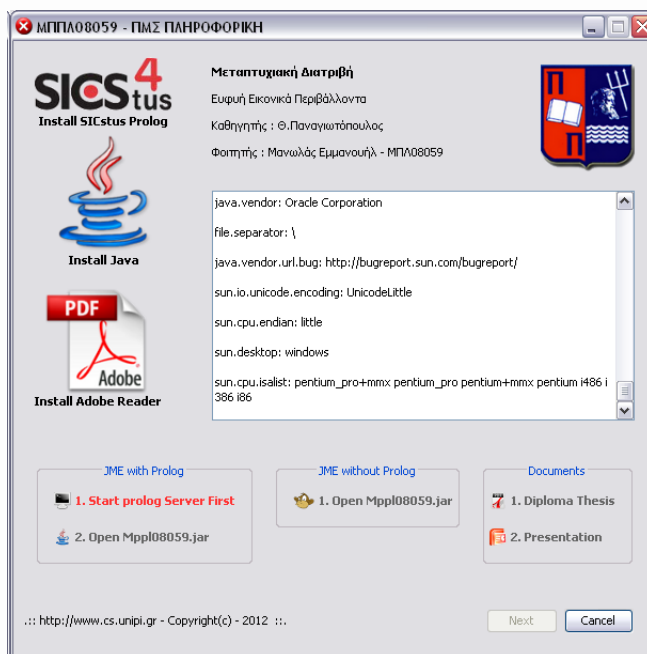 ΜΠΠΛ08059 - ΠΜΣ ΠΛΗΡΟΦΟΡΙΚΗ
SICStus 4
Install SICstus Prolog
Μεταπτυχιακή Διατριβή
Ευφυή Εικονικά Περιβάλλοντα
Καθηγητής : Θ.Παναγιωτόπουλος
Φοιτητής : Μανωλάς Εμμανουήλ - ΜΠΛ08059
Π
Π
Install Java
PDF
Adobe
Install Adobe Reader
java.vendor: Oracle Corporation
file.separator: \
java.vendor.url.bug: http://bugreport.sun.com/bugreport/
sun.io.unicode.encoding: UnicodeLittle
sun.cpu.endian: little
sun.desktop: windows
sun.cpu.isalist: pentium_pro+mmx pentium_pro pentium+mmx pentium i486 i
386 i86
JME with Prolog
1. Start prolog Server First
2. Open Mppl08059.jar
JME without Prolog
1. Open Mppl08059.jar
Documents
1. Diploma Thesis
2. Presentation
.:: http://www.cs.unipi.gr - Copyright(c) - 2012 ::.
Next
Cancel